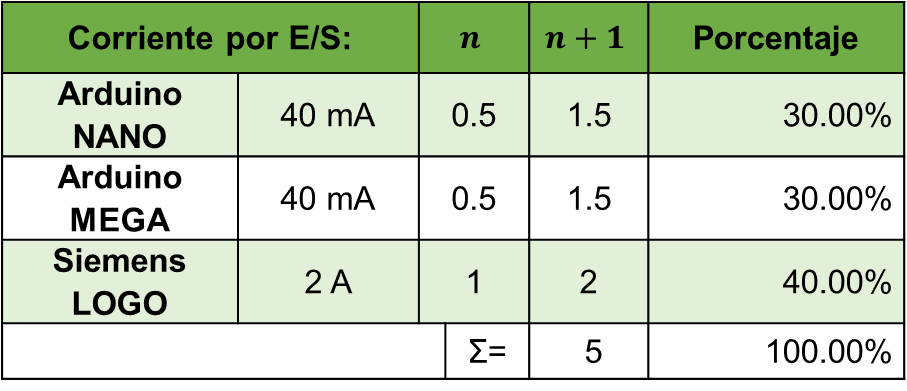 Corriente por E/S: n n + 1 Porcentaje
Arduino
NANO 40 mA 0.5 1.5 30.00%
Arduino
MEGA 40 mA 0.5 1.5 30.00%
Siemens
LOGO 2 A 1 2 40.00%
Σ= 5 100.00%